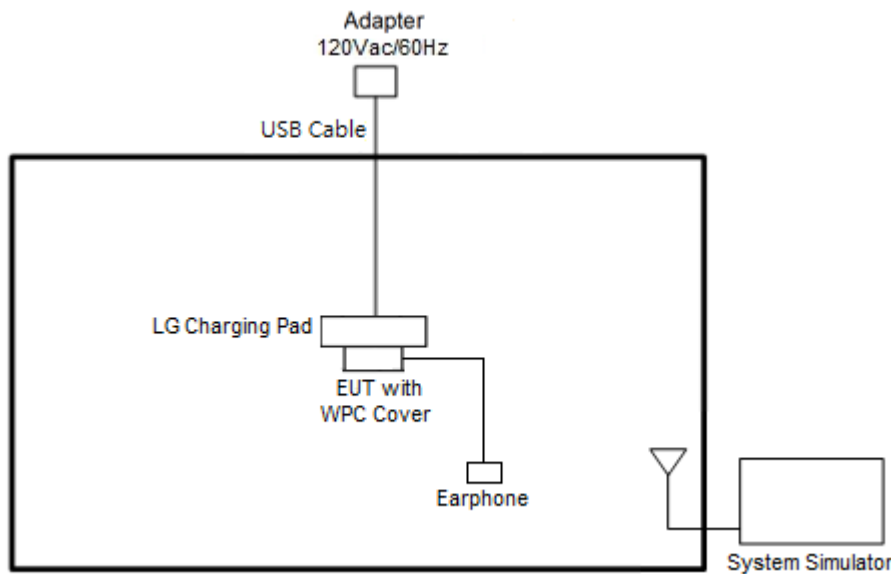 Adapter
120Vac/60Hz
USB Cable
LG Charging Pad
EUT with
WPC Cover
Earphone
System Simulator